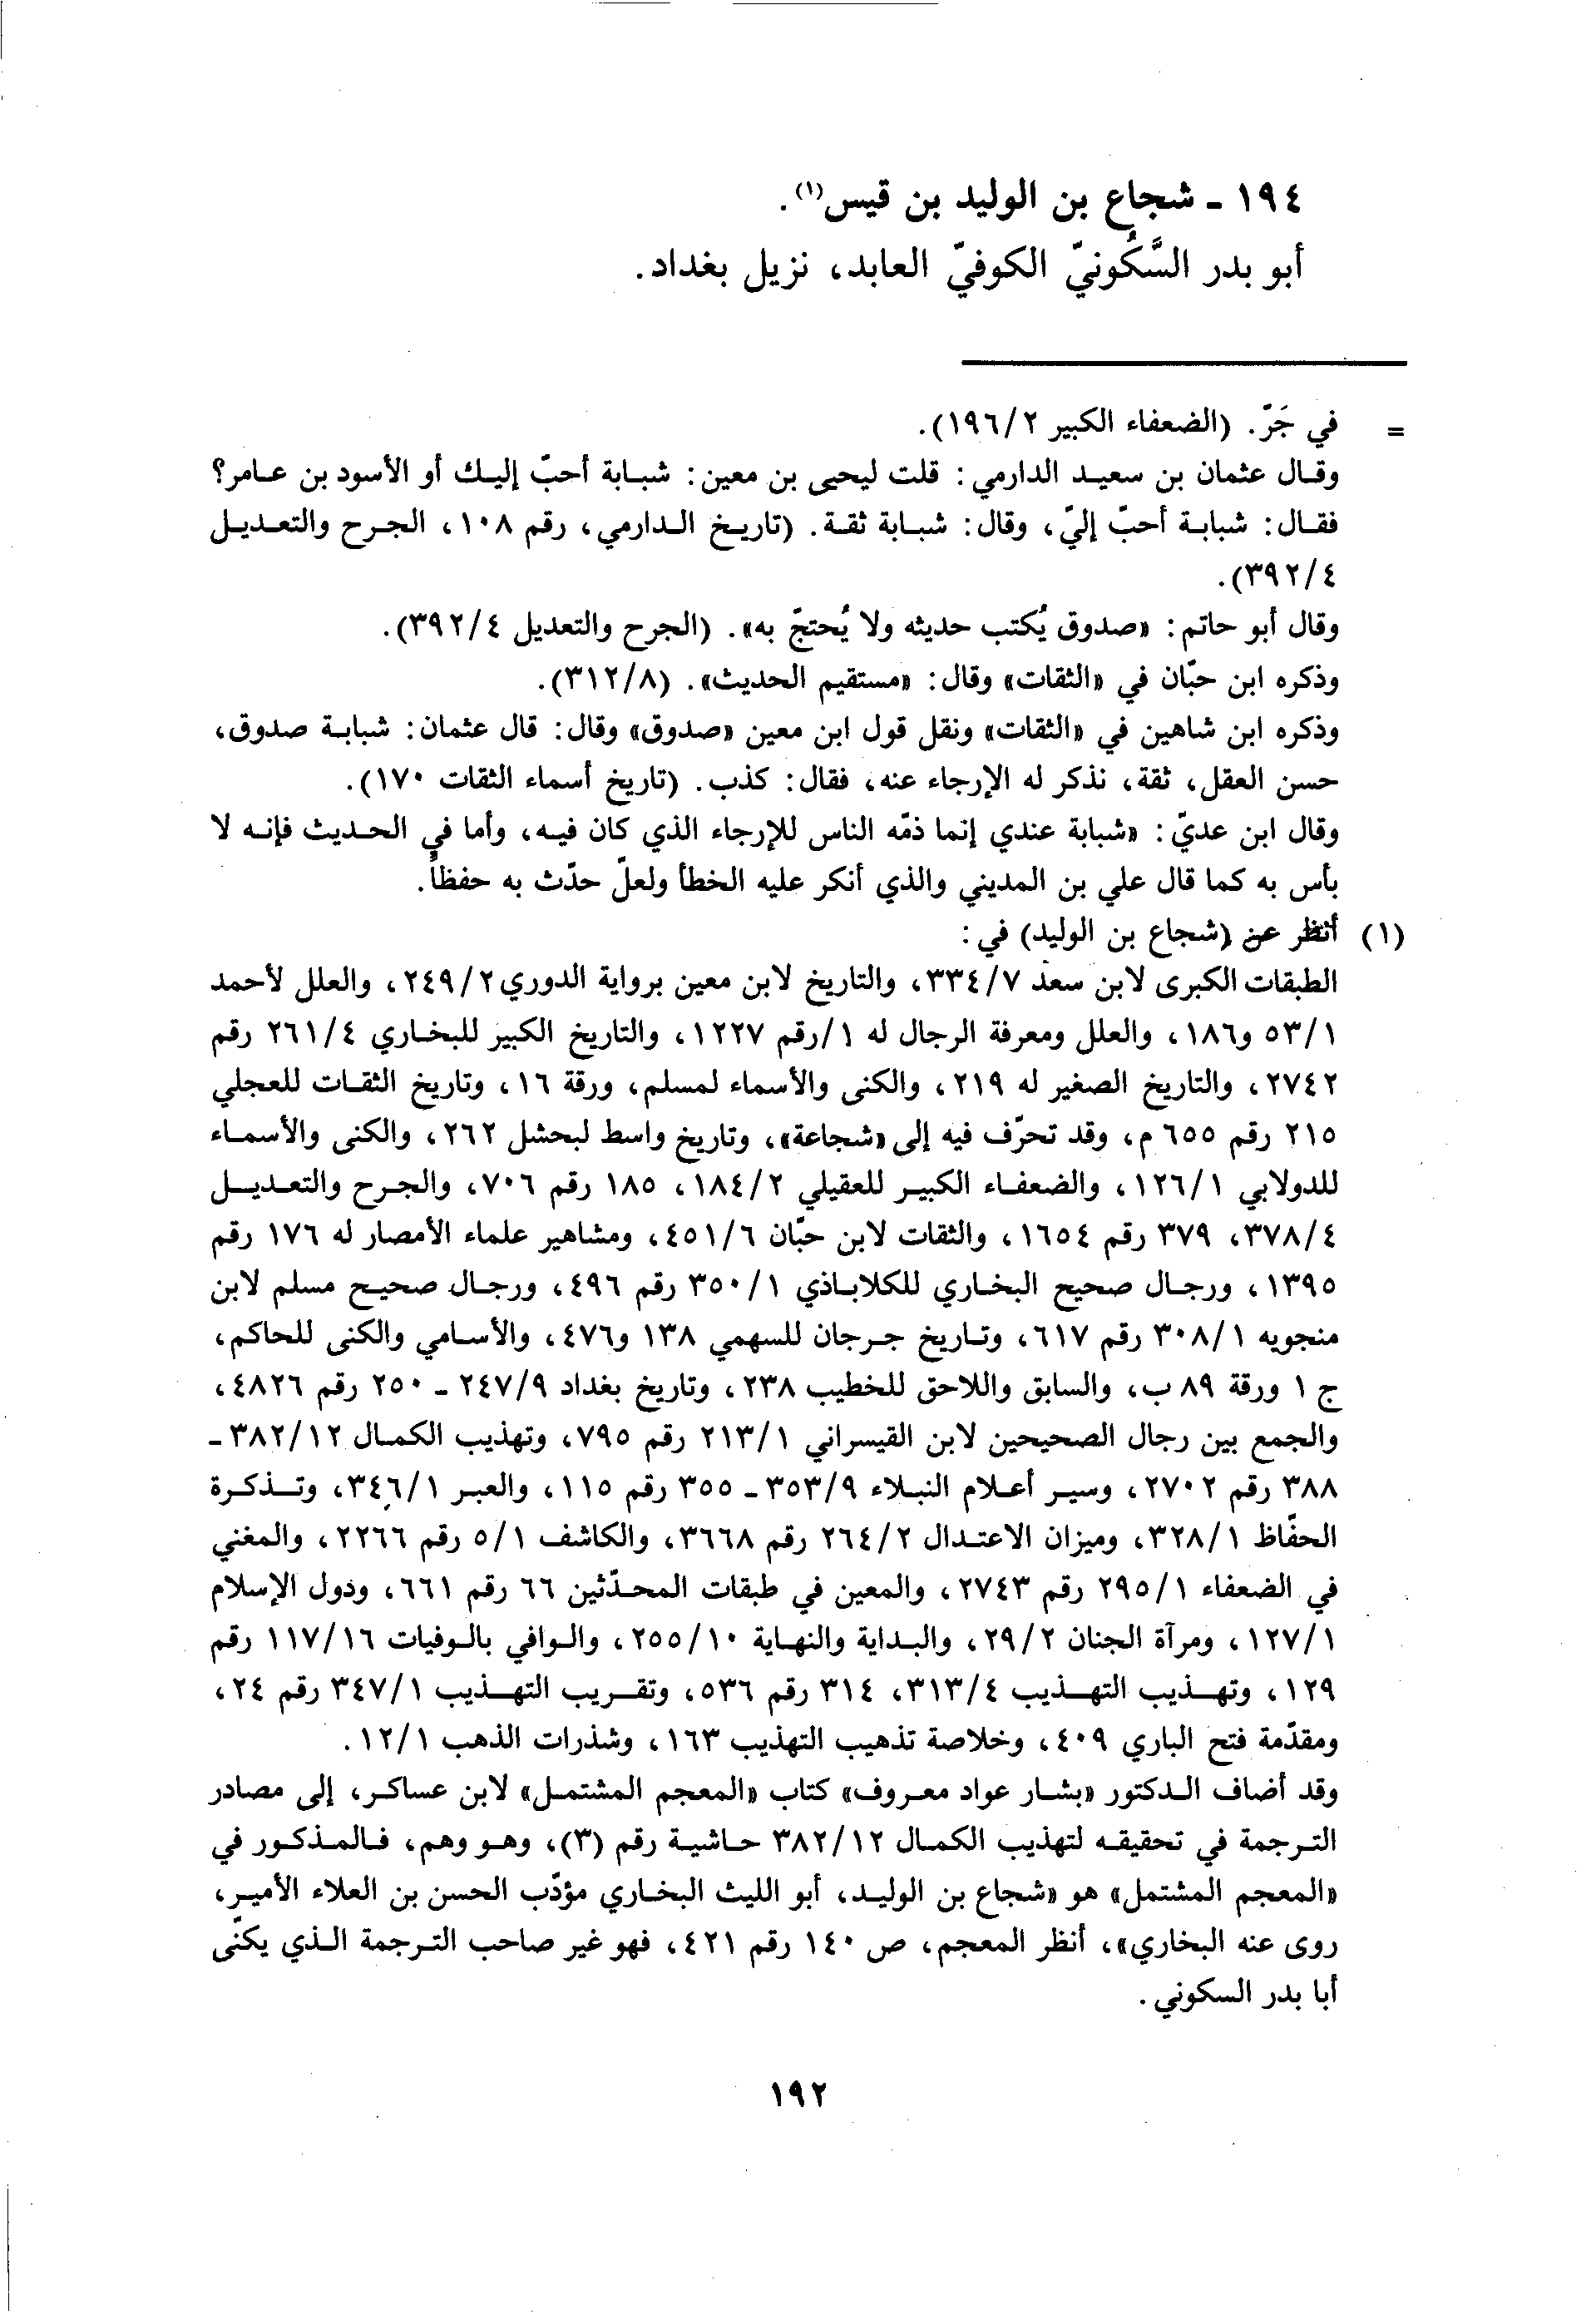 ١٩٤ - شجاع بن الوليد بن قيس(١).
أبو بدر السَّكُونيّ الكوفيّ العابد، نزيل بغداد.
= في جَرّ. (الضعفاء الكبير ١٩٦/٢).
وقال عثمان بن سعيد الدارمي: قلت ليحيى بن معين: شبابة أحبّ إليك أو الأسود بن عامر؟
فقال: شبابة أحبّ إليّ، وقال: شبابة ثقة. (تاريخ الدارمي، رقم ١٠٨، الجرح والتعديل
٣٩٢/٤).
وقال أبو حاتم: «صدوق يُكتب حديثه ولا يُحتجّ به». (الجرح والتعديل ٣٩٢/٤).
وذكره ابن حبّان في «الثقات» وقال: «مستقيم الحديث». (٣١٢/٨).
وذكره ابن شاهين في «الثقات» ونقل قول ابن معين «صدوق» وقال: قال عثمان: شبابة صدوق،
حسن العقل، ثقة، نذكر له الإرجاء عنه، فقال: كذب. (تاريخ أسماء الثقات ١٧٠).
وقال ابن عديّ: «شبابة عندي إنما ذمّه الناس للإرجاء الذي كان فيه، وأما في الحديث فإنه لا
بأس به كما قال علي بن المديني والذي أنكر عليه الخطأ ولعلّ حدّث به حفظاً.
(١) أنظر عن (شجاع بن الوليد) في:
الطبقات الكبرى لابن سعد ٣٣٤/٧، والتاريخ لابن معين برواية الدوري ٢٤٩/٢، والعلل لأحمد
٥٣/١ و١٨٦، والعلل ومعرفة الرجال له ١/رقم ١٢٢٧، والتاريخ الكبير للبخاري ٢٦١/٤ رقم
٢٧٤٢، والتاريخ الصغير له ٢١٩، والكنى والأسماء لمسلم، ورقة ١٦، وتاريخ الثقات للعجلي
٢١٥ رقم ٦٥٥ م، وقد تحرّف فيه إلى «شجاعة»، وتاريخ واسط لبحشل ٢٦٢، والكنى والأسماء
للدولابي ١٢٦/١، والضعفاء الكبير للعقيلي ١٨٤/٢، ١٨٥ رقم ٧٠٦، والجرح والتعديل
٣٧٨/٤، ٣٧٩ رقم ١٦٥٤، والثقات لابن حبّان ٤٥١/٦، ومشاهير علماء الأمصار له ١٧٦ رقم
١٣٩٥، ورجال صحيح البخاري للكلاباذي ٣٥٠/١ رقم ٤٩٦، ورجال صحيح مسلم لابن
منجويه ٣٠٨/١ رقم ٦١٧، وتاريخ جرجان للسهمي ١٣٨ و٤٧٦، والأسامي والكنى للحاكم،
ج ١ ورقة ٨٩ ب، والسابق واللاحق للخطيب ٢٣٨، وتاريخ بغداد ٢٤٧/٩ - ٢٥٠ رقم ٤٨٢٦،
والجمع بين رجال الصحيحين لابن القيسراني ٢١٣/١ رقم ٧٩٥، وتهذيب الكمال ٣٨٢/١٢ -
٣٨٨ رقم ٢٧٠٢، وسير أعلام النبلاء ٣٥٣/٩ - ٣٥٥ رقم ١١٥، والعبر ٣٤٦/١، وتذكرة
الحفّاظ ٣٢٨/١، وميزان الاعتدال ٢٦٤/٢ رقم ٣٦٦٨، والكاشف ٥/١ رقم ٢٢٦٦، والمغني
في الضعفاء ٢٩٥/١ رقم ٢٧٤٣، والمعين في طبقات المحدّثين ٦٦ رقم ٦٦١، ودول الإسلام
١٢٧/١، ومرآة الجنان ٢٩/٢، والبداية والنهاية ٢٥٥/١٠، والوافي بالوفيات ١١٧/١٦ رقم
١٢٩، وتهذيب التهذيب ٣١٣/٤، ٣١٤ رقم ٥٣٦، وتقريب التهذيب ٣٤٧/١ رقم ٢٤،
ومقدّمة فتح الباري ٤٠٩، وخلاصة تذهيب التهذيب ١٦٣، وشذرات الذهب ١٢/١.
وقد أضاف الدكتور «بشار عواد معروف» كتاب «المعجم المشتمل» لابن عساكر، إلى مصادر
الترجمة في تحقيقه لتهذيب الكمال ٣٨٢/١٢ حاشية رقم (٣)، وهو وهم، فالمذكور في
«المعجم المشتمل» هو «شجاع بن الوليد، أبو الليث البخاري مؤدّب الحسن بن العلاء الأمير،
روى عنه البخاري»، أنظر المعجم، ص ١٤٠ رقم ٤٢١، فهو غير صاحب الترجمة الذي يكنّى
أبا بدر السكوني.
١٩٢